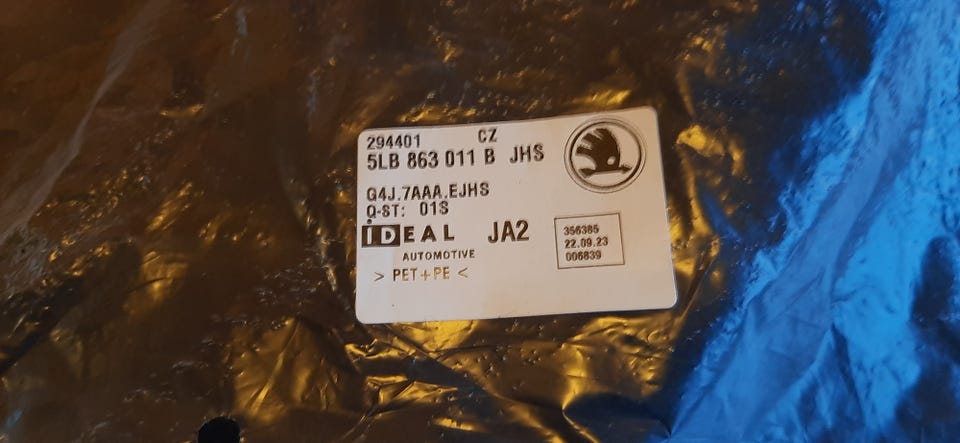 294401 CZ
5LB 863 011 B JHS
G4J.7AAA.EJHS
Q-ST: 01S
IDEAL JA2
AUTOMOTIVE
> PET+PE <
356385
22.09.23
006839